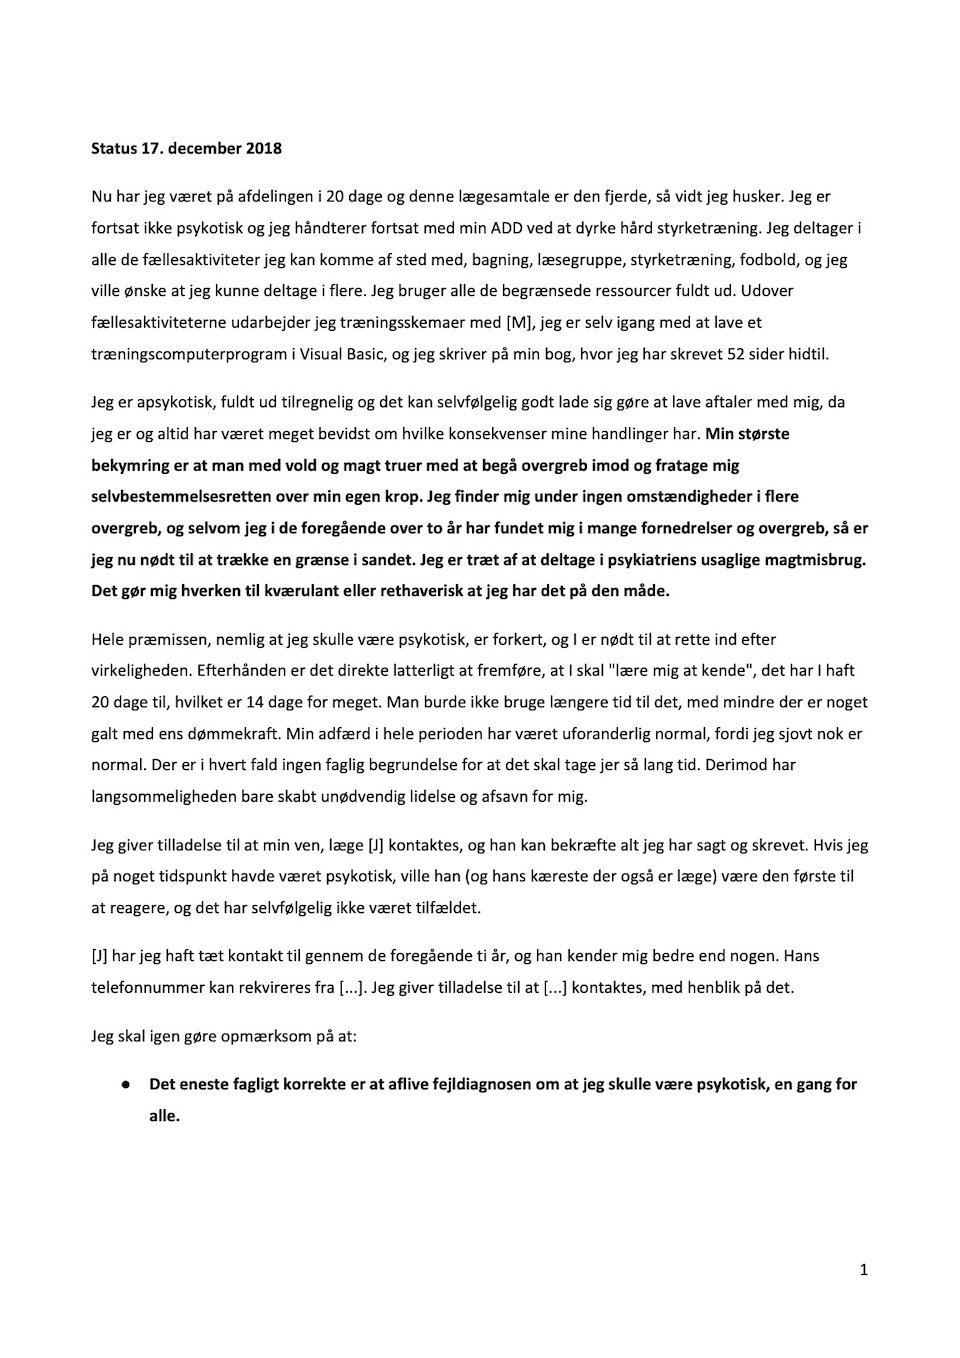 Status 17. december 2018
Nu har jeg været på afdelingen i 20 dage og denne lægesamtale er den fjerde, så vidt jeg husker. Jeg er
fortsat ikke psykotisk og jeg håndterer fortsat med min ADD ved at dyrke hård styrketræning. Jeg deltager i
alle de fællesaktiviteter jeg kan komme af sted med, bagning, læsegruppe, styrketræning, fodbold, og jeg
ville ønske at jeg kunne deltage i flere. Jeg bruger alle de begrænsede ressourcer fuldt ud. Udover
fællesaktiviteterne udarbejder jeg træningsskemaer med [M], jeg er selv igang med at lave et
træningscomputerprogram i Visual Basic, og jeg skriver på min bog, hvor jeg har skrevet 52 sider hidtil.
Jeg er apsykotisk, fuldt ud tilregnelig og det kan selvfølgelig godt lade sig gøre at lave aftaler med mig, da
jeg er og altid har været meget bevidst om hvilke konsekvenser mine handlinger har. Min største
bekymring er at man med vold og magt truer med at begå overgreb imod og fratage mig
selvbestemmelsesretten over min egen krop. Jeg finder mig under ingen omstændigheder i flere
overgreb, og selvom jeg i de foregående over to år har fundet mig i mange fornedrelser og overgreb, så er
jeg nu nødt til at trække en grænse i sandet. Jeg er træt af at deltage i psykiatriens usaglige magtmisbrug.
Det gør mig hverken til kværulant eller rethaverisk at jeg har det på den måde.
Hele præmissen, nemlig at jeg skulle være psykotisk, er forkert, og I er nødt til at rette ind efter
virkeligheden. Efterhånden er det direkte latterligt at fremføre, at I skal "lære mig at kende", det har I haft
20 dage til, hvilket er 14 dage for meget. Man burde ikke bruge længere tid til det, med mindre der er noget
galt med ens dømmekraft. Min adfærd i hele perioden har været uforanderlig normal, fordi jeg sjovt nok er
normal. Der er i hvert fald ingen faglig begrundelse for at det skal tage jer så lang tid. Derimod har
langsommeligheden bare skabt unødvendig lidelse og afsavn for mig.
Jeg giver tilladelse til at min ven, læge [J] kontaktes, og han kan bekræfte alt jeg har sagt og skrevet. Hvis jeg
på noget tidspunkt havde været psykotisk, ville han (og hans kæreste der også er læge) være den første til
at reagere, og det har selvfølgelig ikke været tilfældet.
[J] har jeg haft tæt kontakt til gennem de foregående ti år, og han kender mig bedre end nogen. Hans
telefonnummer kan rekvireres fra [...]. Jeg giver tilladelse til at [...] kontaktes, med henblik på det.
Jeg skal igen gøre opmærksom på at:
● Det eneste fagligt korrekte er at aflive fejldiagnosen om at jeg skulle være psykotisk, en gang for
alle.
1